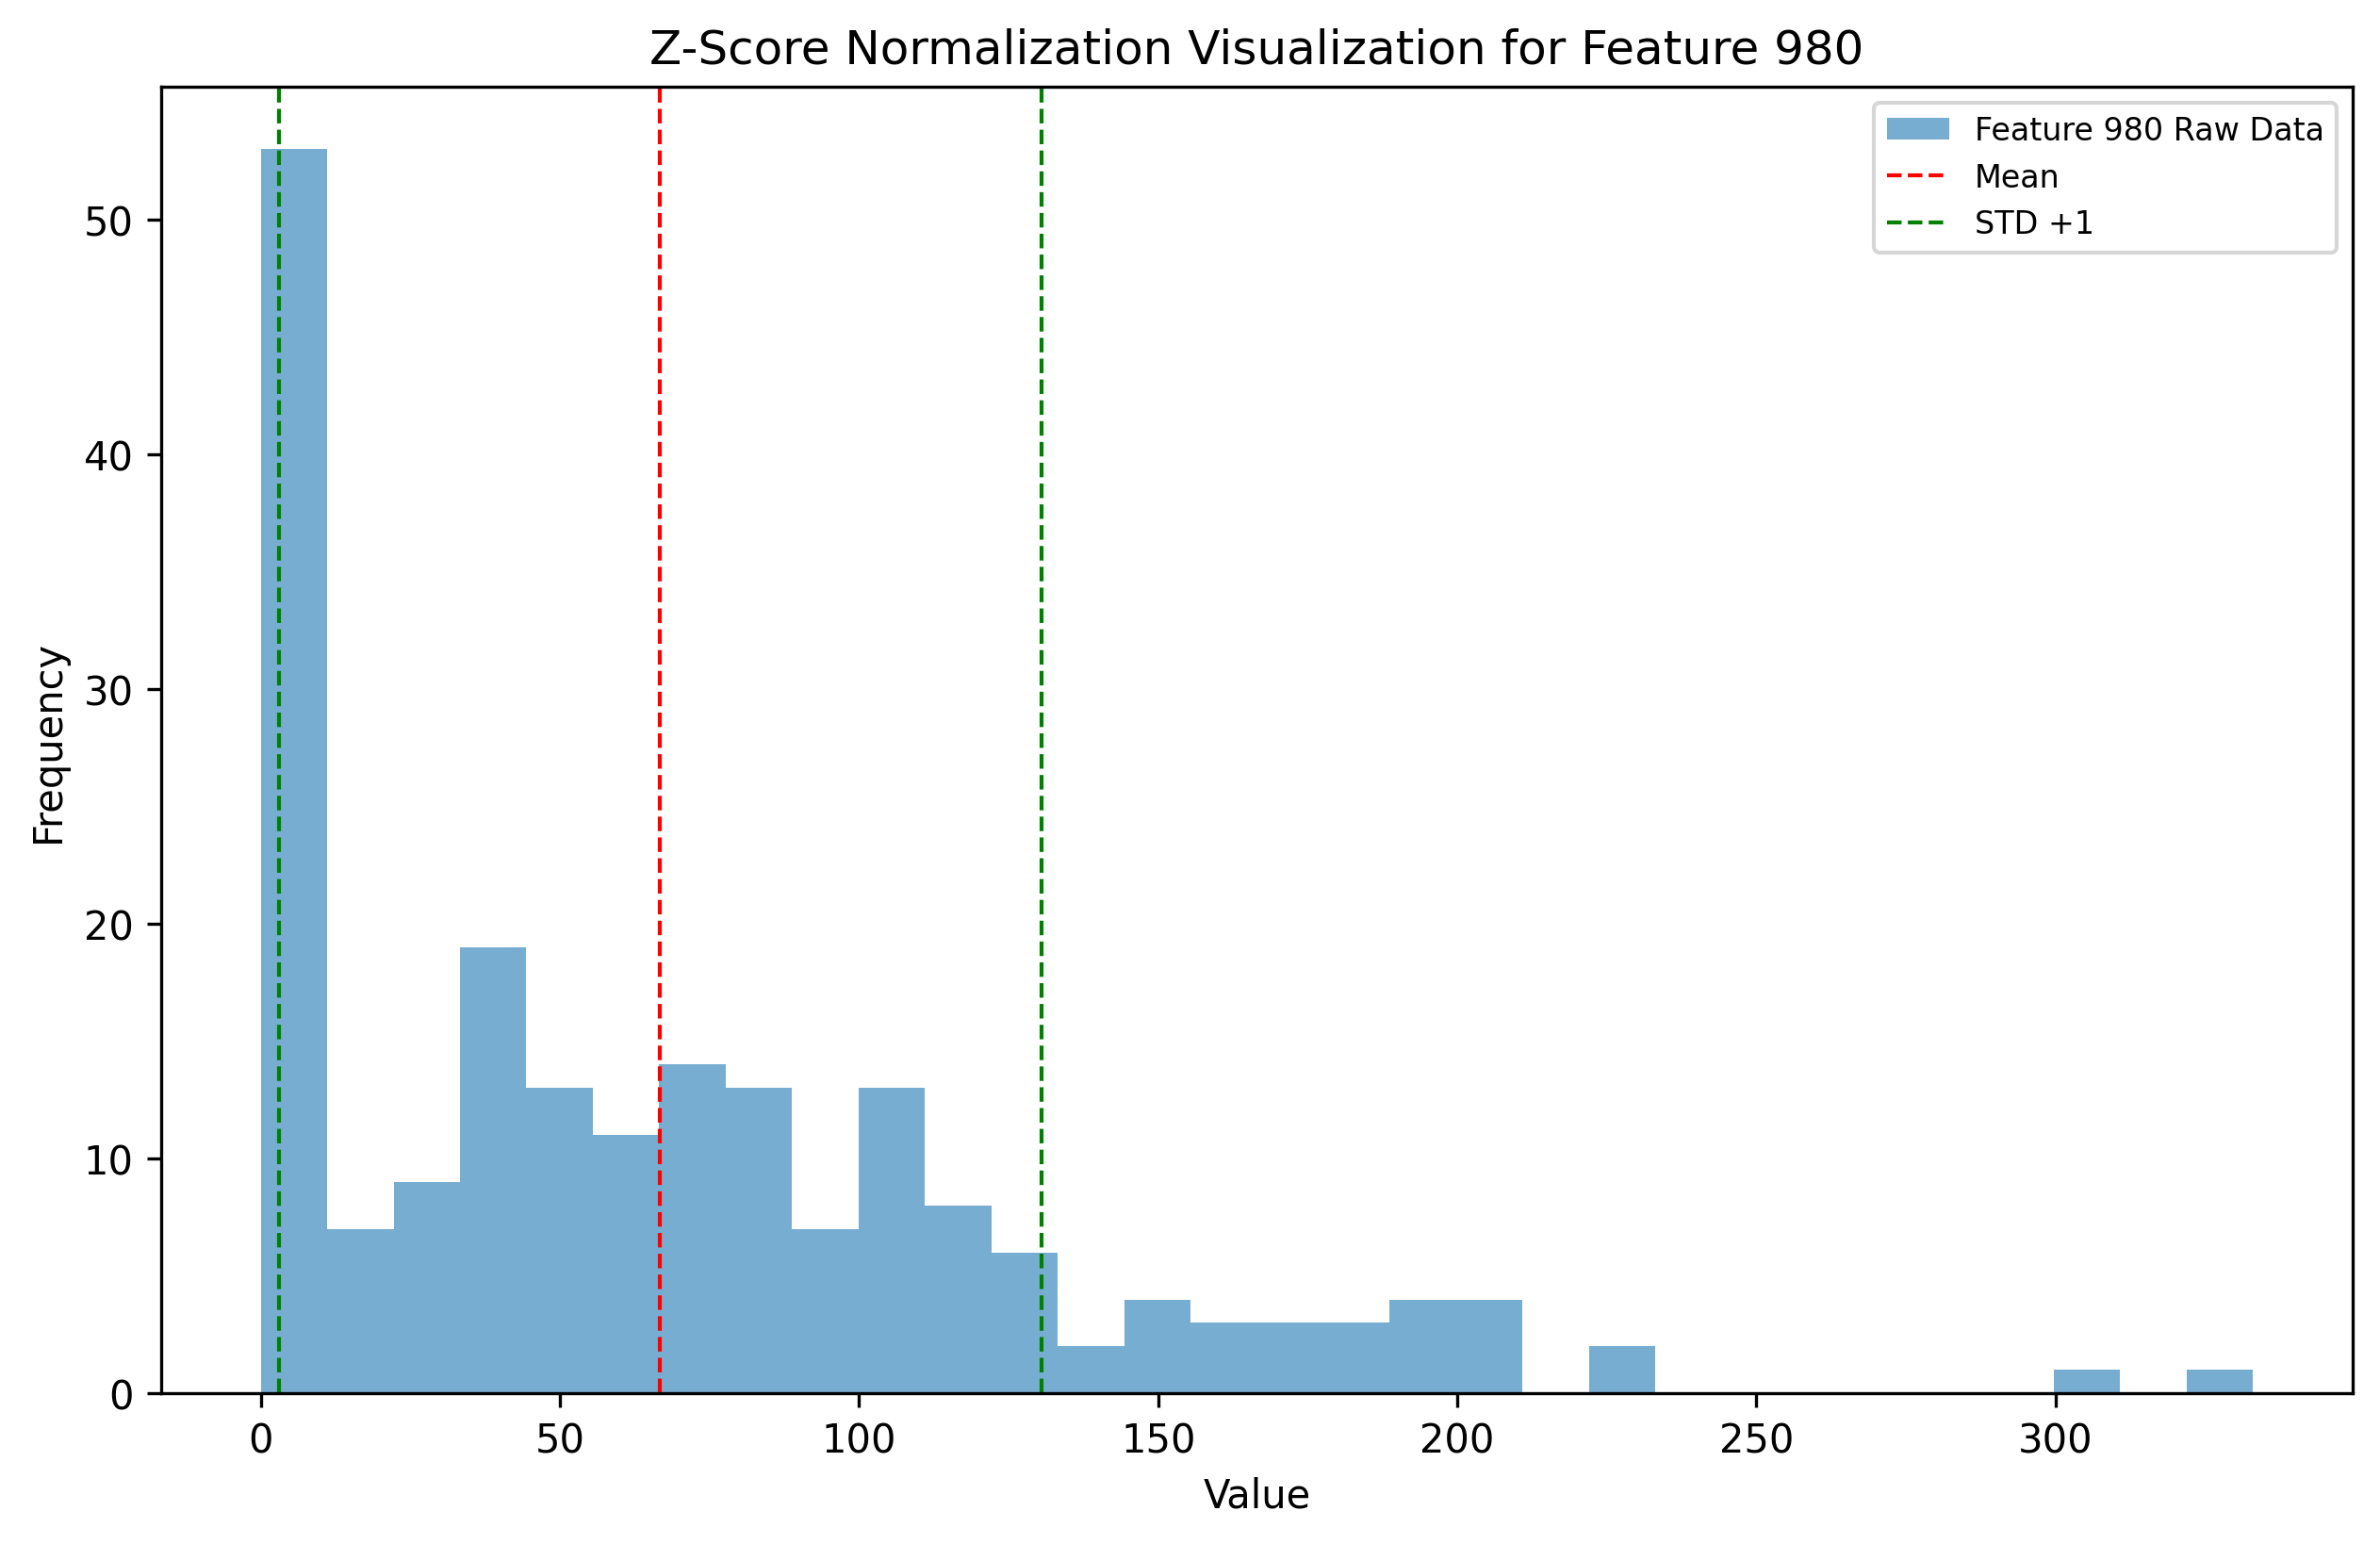 Z-Score Normalization Visualization for Feature 980
Feature 980 Raw Data
Mean
STD +1
Frequency
50
40
30
20
10
0
0 50 100 150 200 250 300
Value